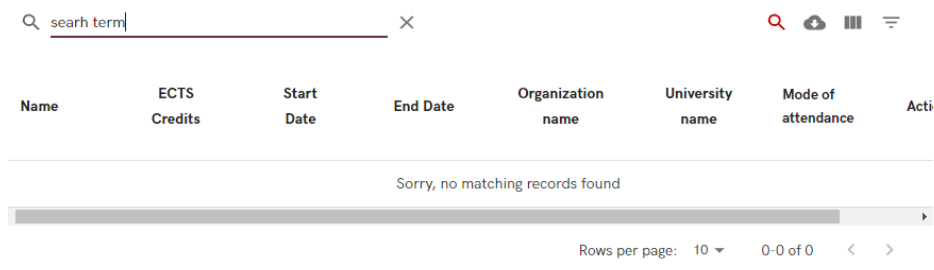 searh term
Name ECTS Credits Start Date End Date Organization name University name Mode of attendance Acti
Sorry, no matching records found
Rows per page: 10 0-0 of 0